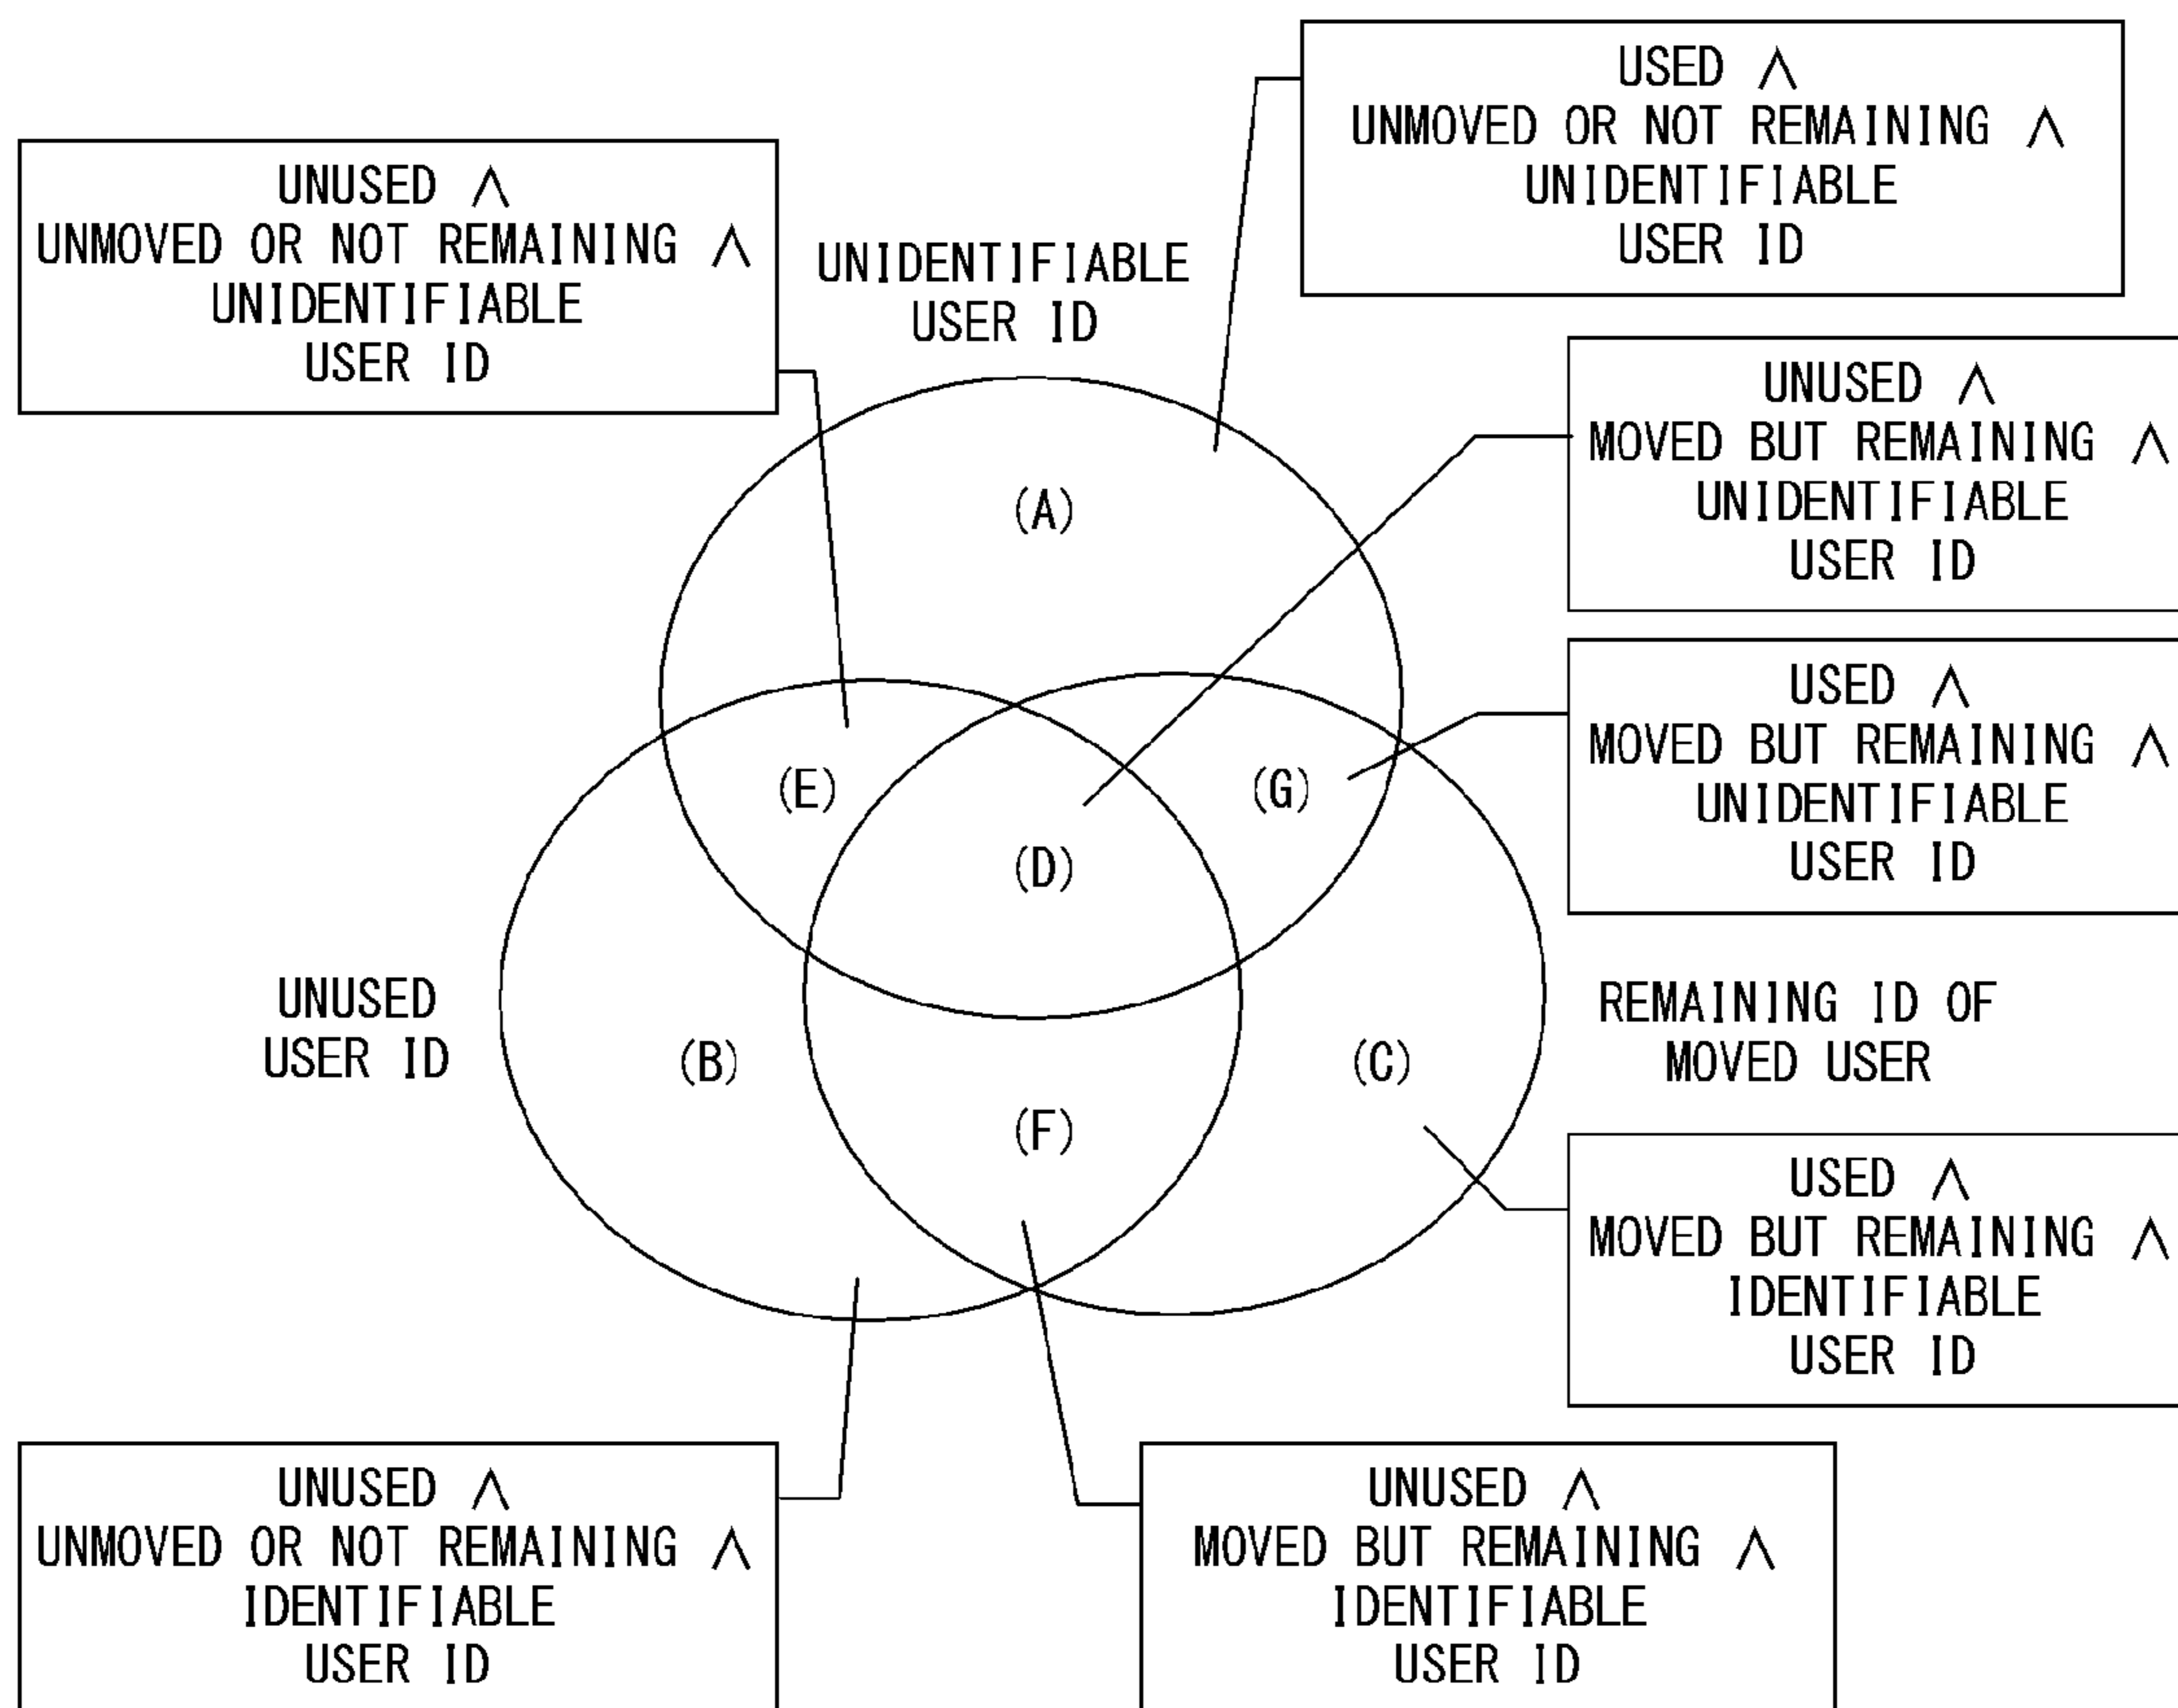 USED ∧
UNMOVED OR NOT REMAINING ∧
UNIDENTIFIABLE
USER ID
UNUSED ∧
UNMOVED OR NOT REMAINING ∧
UNIDENTIFIABLE
USER ID
UNIDENTIFIABLE
USER ID
UNUSED ∧
MOVED BUT REMAINING ∧
UNIDENTIFIABLE
USER ID
(A)
USED ∧
MOVED BUT REMAINING ∧
UNIDENTIFIABLE
USER ID
(E)
(G)
(D)
UNUSED
USER ID
REMAINING ID OF
MOVED USER
(B)
(C)
(F)
USED ∧
MOVED BUT REMAINING ∧
IDENTIFIABLE
USER ID
UNUSED ∧
UNMOVED OR NOT REMAINING ∧
IDENTIFIABLE
USER ID
UNUSED ∧
MOVED BUT REMAINING ∧
IDENTIFIABLE
USER ID